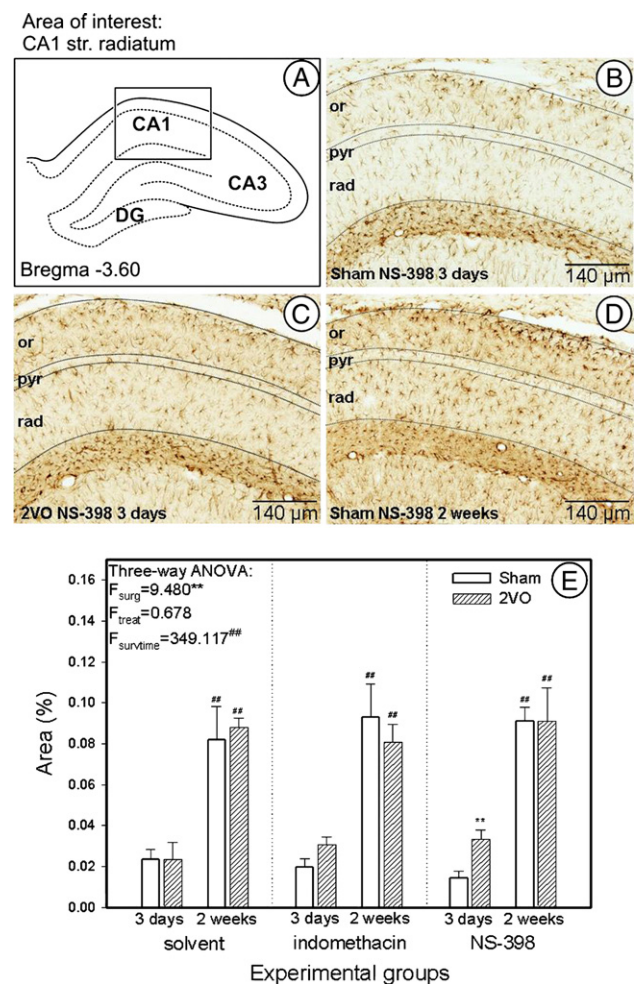 Area of interest:
CA1 str. radiatum
A
CA1
CA3
DG
Bregma -3.60
B
or
pyr
rad
Sham NS-398 3 days
140 µm
C
or
pyr
rad
2VO NS-398 3 days
140 µm
D
or
pyr
rad
Sham NS-398 2 weeks
140 µm
E
Three-way ANOVA:
Fsurg=9.480**
Ftreat=0.678
Fsurvtime=349.117##
Sham
2VO
Area (%)
0.16
0.14
0.12
0.10
0.08
0.06
0.04
0.02
0.00
## ## ## ## ** ## ##
3 days 2 weeks 3 days 2 weeks 3 days 2 weeks
solvent indomethacin NS-398
Experimental groups